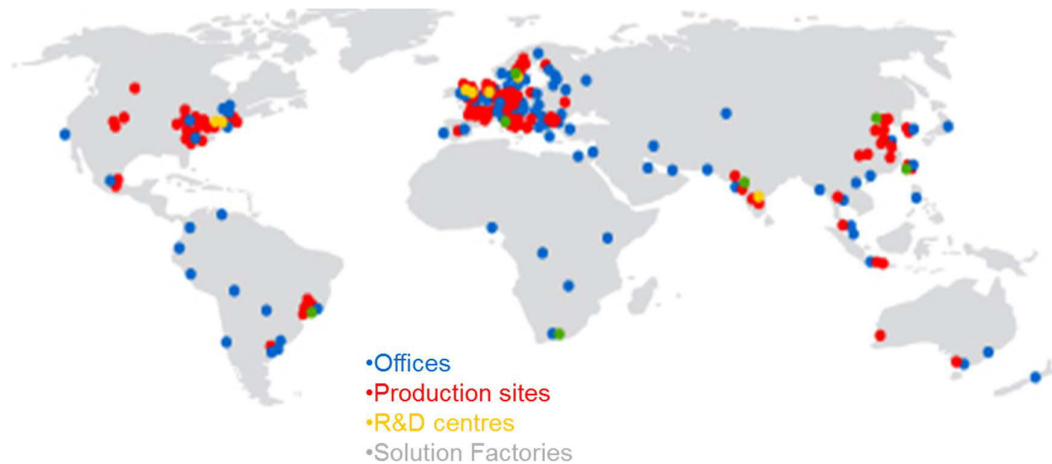 •Offices
•Production sites
•R&D centres
•Solution Factories